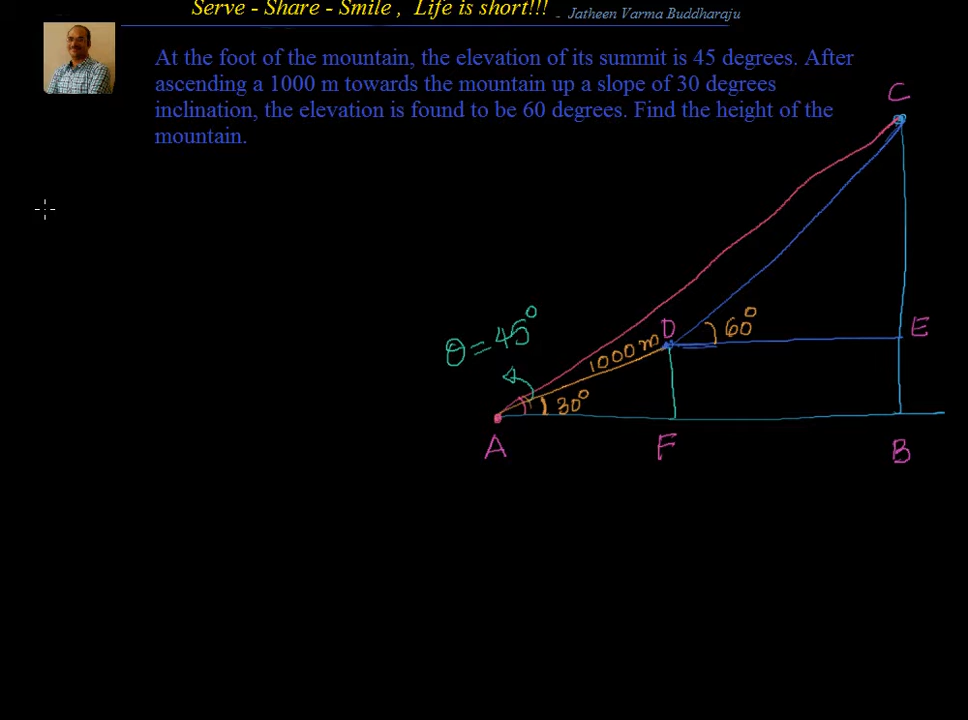 Serve - Share - Smile , Life is short!!! - Jatheen Varma Buddharaju
At the foot of the mountain, the elevation of its summit is 45 degrees. After
ascending a 1000 m towards the mountain up a slope of 30 degrees
inclination, the elevation is found to be 60 degrees. Find the height of the
mountain.
C
θ = 45°
D
60°
E
1000 m
30°
A
F
B